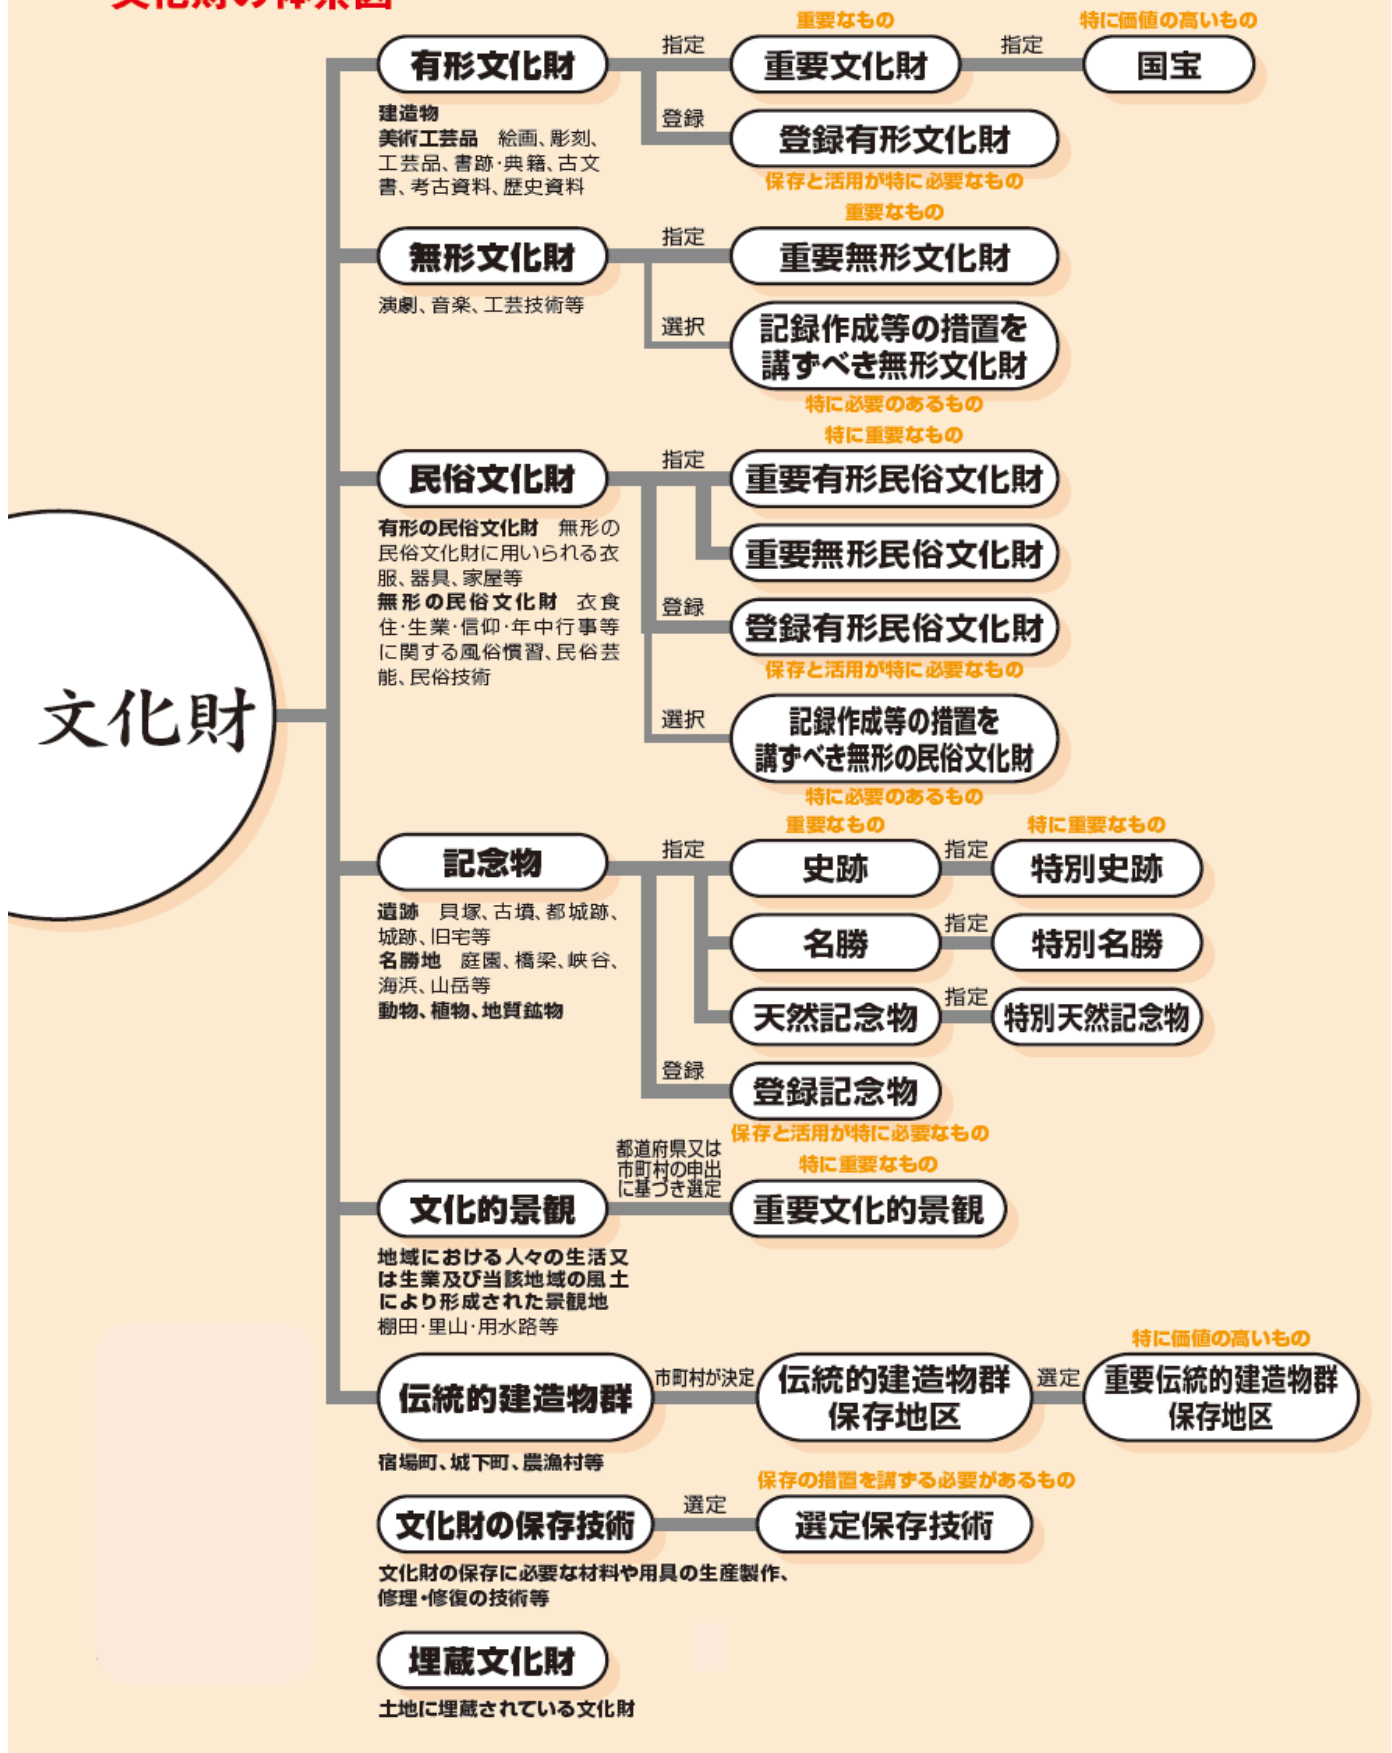 文化財の体系図
重要なもの
特に価値の高いもの
有形文化財
指定
重要文化財
指定
国宝
建造物
美術工芸品 絵画、彫刻、
工芸品、書跡・典籍、古文
書、考古資料、歴史資料
登録
登録有形文化財
保存と活用が特に必要なもの
重要なもの
無形文化財
指定
重要無形文化財
演劇、音楽、工芸技術等
選択
記録作成等の措置を
講ずべき無形文化財
特に必要のあるもの
特に重要なもの
民俗文化財
指定
重要有形民俗文化財
有形の民俗文化財 無形の
民俗文化財に用いられる衣
服、器具、家屋等
無形の民俗文化財 衣食
住・生業・信仰・年中行事等
に関する風俗慣習、民俗芸
能、民俗技術
重要無形民俗文化財
登録
登録有形民俗文化財
保存と活用が特に必要なもの
選択
記録作成等の措置を
講ずべき無形の民俗文化財
特に必要のあるもの
文化財
重要なもの
特に重要なもの
記念物
指定
史跡
指定
特別史跡
遺跡 貝塚、古墳、都城跡、
城跡、旧宅等
名勝地 庭園、橋梁、峡谷、
海浜、山岳等
動物、植物、地質鉱物
名勝
指定
特別名勝
天然記念物
指定
特別天然記念物
登録
登録記念物
保存と活用が特に必要なもの
都道府県又は
市町村の申出
に基づき選定
特に重要なもの
文化的景観
重要文化的景観
地域における人々の生活又
は生業及び当該地域の風土
により形成された景観地
棚田・里山・用水路等
特に価値の高いもの
伝統的建造物群
市町村が決定
伝統的建造物群
保存地区
選定
重要伝統的建造物群
保存地区
宿場町、城下町、農漁村等
保存の措置を講ずる必要があるもの
文化財の保存技術
選定
選定保存技術
文化財の保存に必要な材料や用具の生産製作、
修理・修復の技術等
埋蔵文化財
土地に埋蔵されている文化財